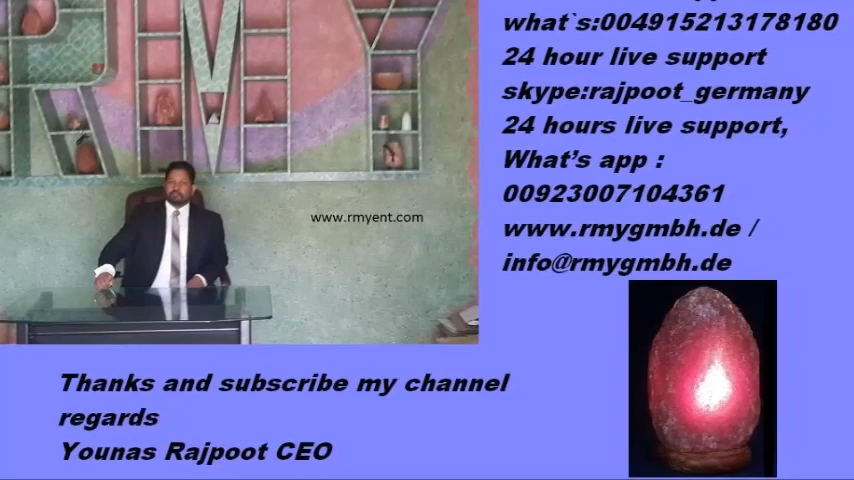 RMY
www.rmyent.com
what`s:004915213178180
24 hour live support
skype:rajpoot_germany
24 hours live support,
What’s app :
00923007104361
www.rmygmbh.de /
info@rmygmbh.de
Thanks and subscribe my channel
regards
Younas Rajpoot CEO